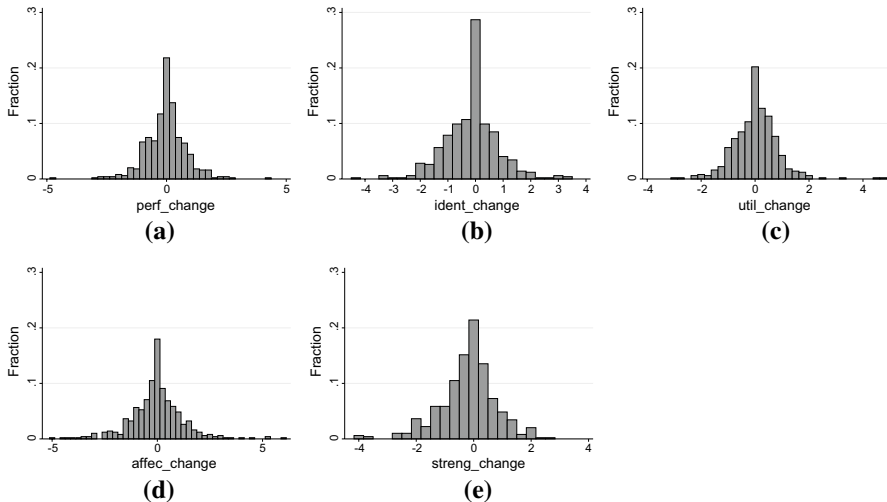 Fraction
0 .1 .2 .3
-5 0 5
perf_change
(a)
Fraction
0 .1 .2 .3
-4 -3 -2 -1 0 1 2 3 4
ident_change
(b)
Fraction
0 .1 .2 .3
-4 -2 0 2 4
util_change
(c)
Fraction
0 .1 .2 .3
-5 0 5
affec_change
(d)
Fraction
0 .1 .2 .3
-4 -2 0 2 4
streng_change
(e)